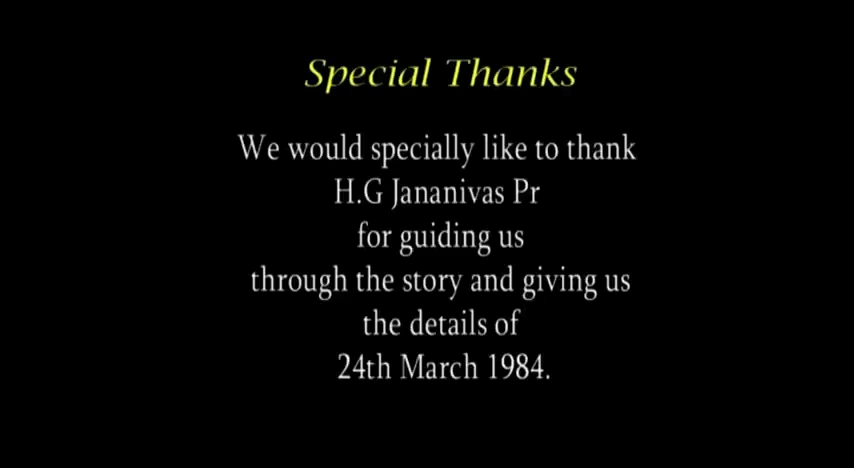 Special Thanks
We would specially like to thank
H.G Jananivas Pr
for guiding us
through the story and giving us
the details of
24th March 1984.